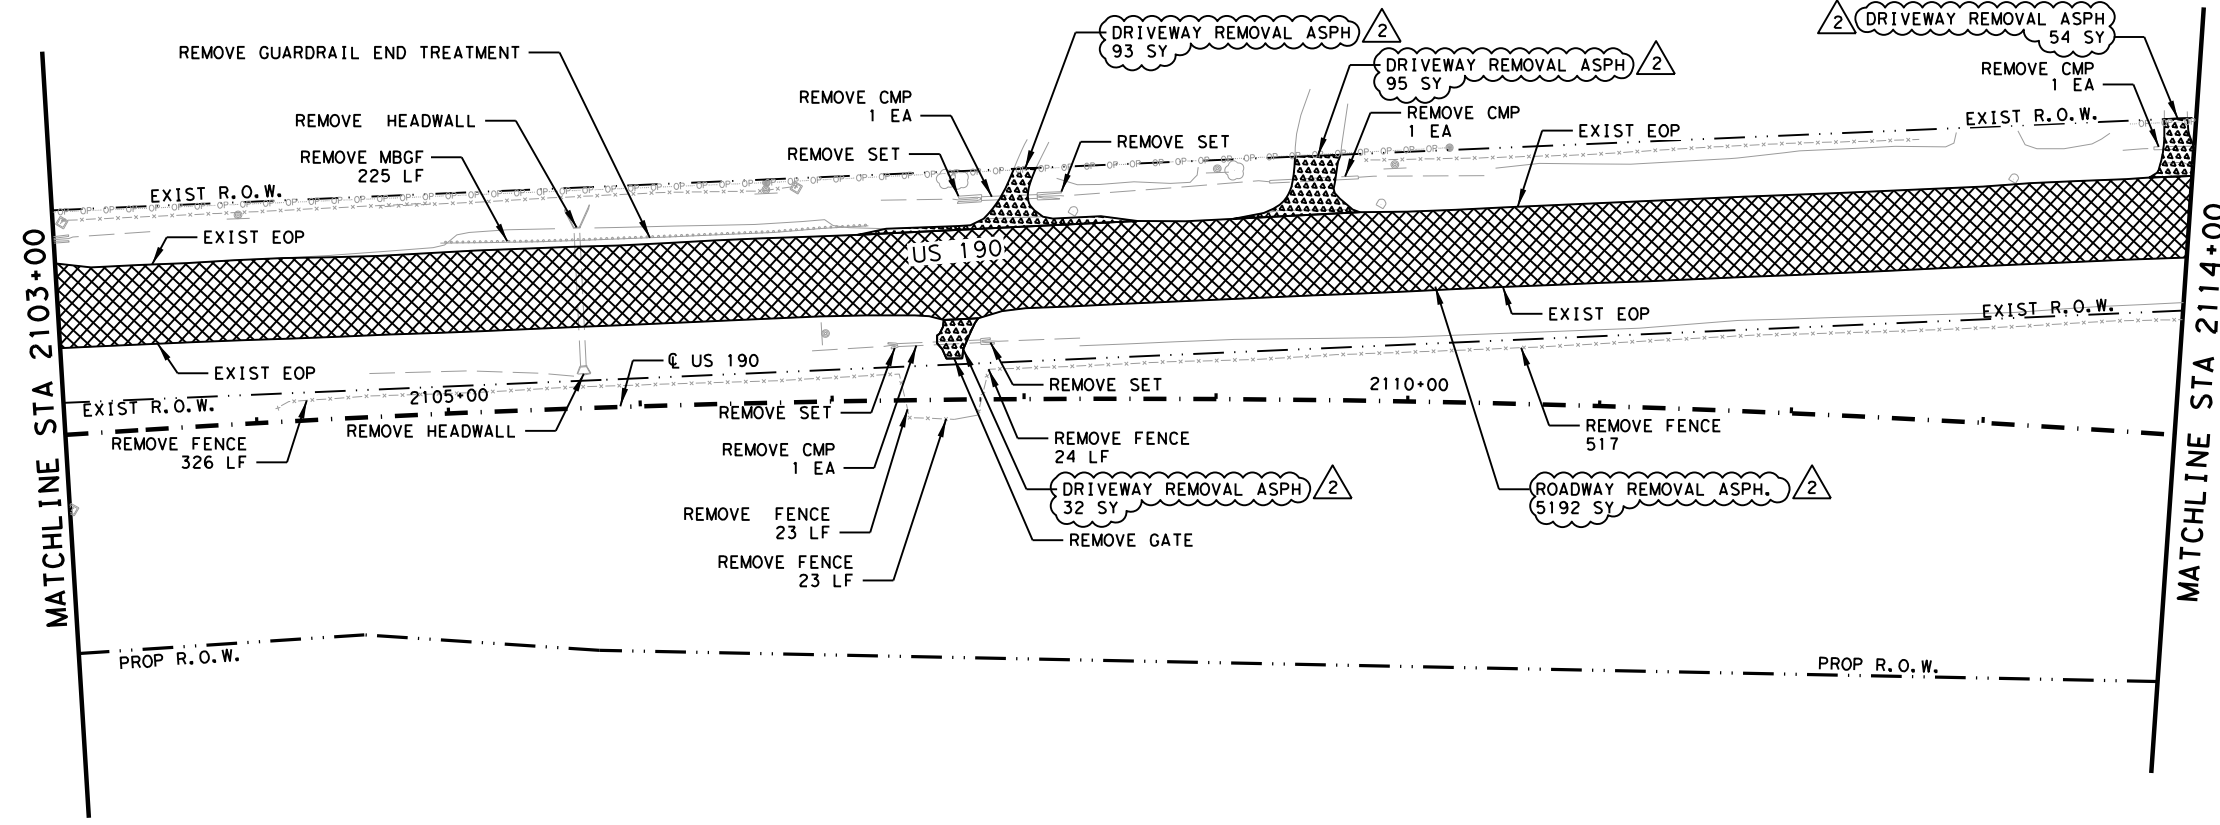 REMOVE GUARDRAIL END TREATMENT
DRIVEWAY REMOVAL ASPH
93 SY
2
DRIVEWAY REMOVAL ASPH
95 SY
2
2
DRIVEWAY REMOVAL ASPH
54 SY
REMOVE CMP
1 EA
REMOVE HEADWALL
REMOVE CMP
1 EA
REMOVE CMP
1 EA
REMOVE MBGF
225 LF
REMOVE SET
REMOVE SET
EXIST EOP
EXIST R.O.W.
EXIST R.O.W.
EXIST EOP
US 190
MATCHLINE STA 2103+00
MATCHLINE STA 2114+00
EXIST EOP
EXIST R.O.W.
EXIST EOP
℄ US 190
EXIST R.O.W.
2105+00
2110+00
REMOVE SET
REMOVE SET
REMOVE FENCE
326 LF
REMOVE HEADWALL
REMOVE CMP
1 EA
REMOVE FENCE
24 LF
REMOVE FENCE
517
DRIVEWAY REMOVAL ASPH
32 SY
2
ROADWAY REMOVAL ASPH.
5192 SY
2
REMOVE FENCE
23 LF
REMOVE GATE
REMOVE FENCE
23 LF
PROP R.O.W.
PROP R.O.W.